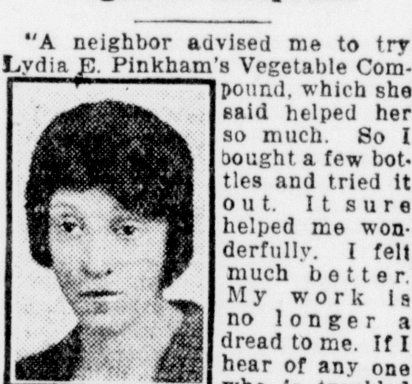 "A neighbor advised me to try
Lydia E. Pinkham's Vegetable Com-
pound, which she
said helped her
so much. So I
bought a few bot-
tles and tried it
out. It sure
helped me won-
derfully. I felt
much better.
My work is
no longer a
dread to me. If I
hear of any one